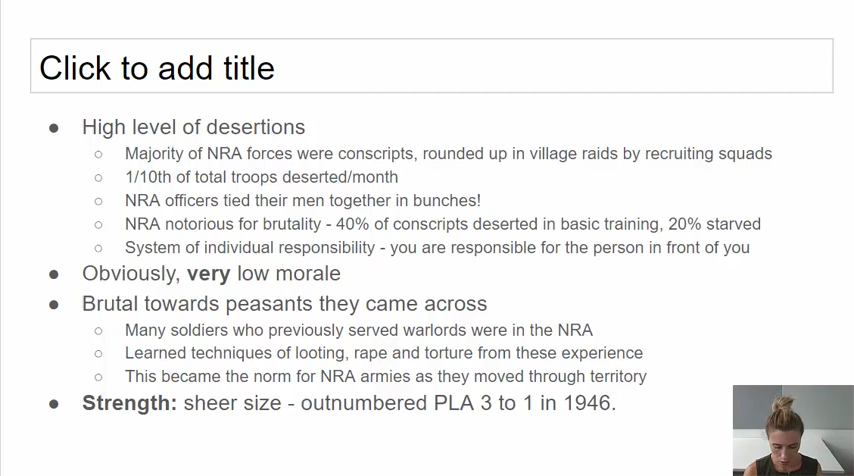 Click to add title
● High level of desertions
○ Majority of NRA forces were conscripts, rounded up in village raids by recruiting squads
○ 1/10th of total troops deserted/month
○ NRA officers tied their men together in bunches!
○ NRA notorious for brutality - 40% of conscripts deserted in basic training, 20% starved
○ System of individual responsibility - you are responsible for the person in front of you
● Obviously, very low morale
● Brutal towards peasants they came across
○ Many soldiers who previously served warlords were in the NRA
○ Learned techniques of looting, rape and torture from these experience
○ This became the norm for NRA armies as they moved through territory
● Strength: sheer size - outnumbered PLA 3 to 1 in 1946.